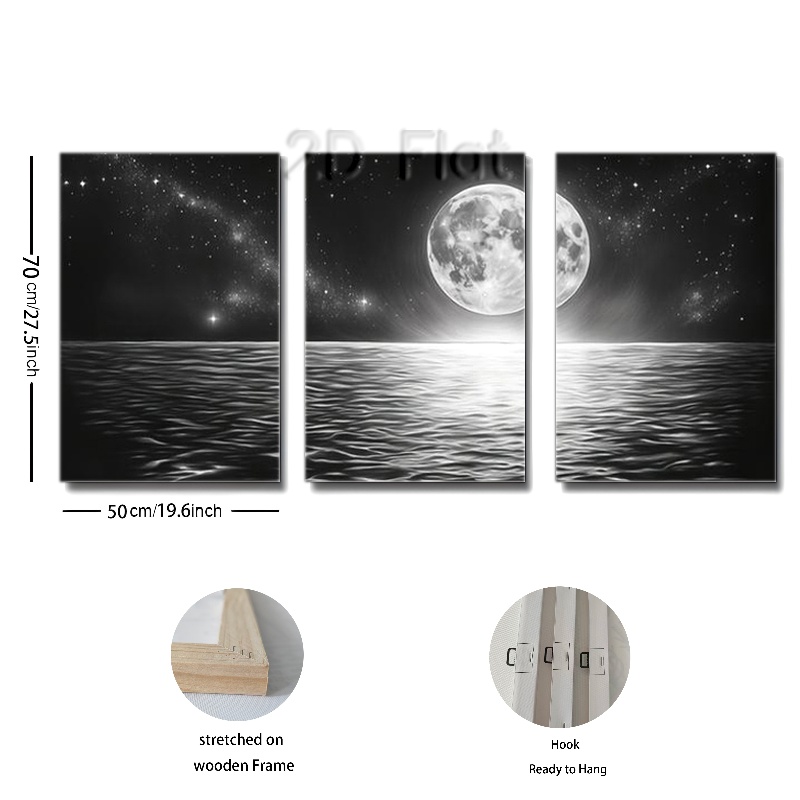 2D Flat
70 cm/27.5inch
50cm/19.6inch
stretched on
wooden Frame
Hook
Ready to Hang